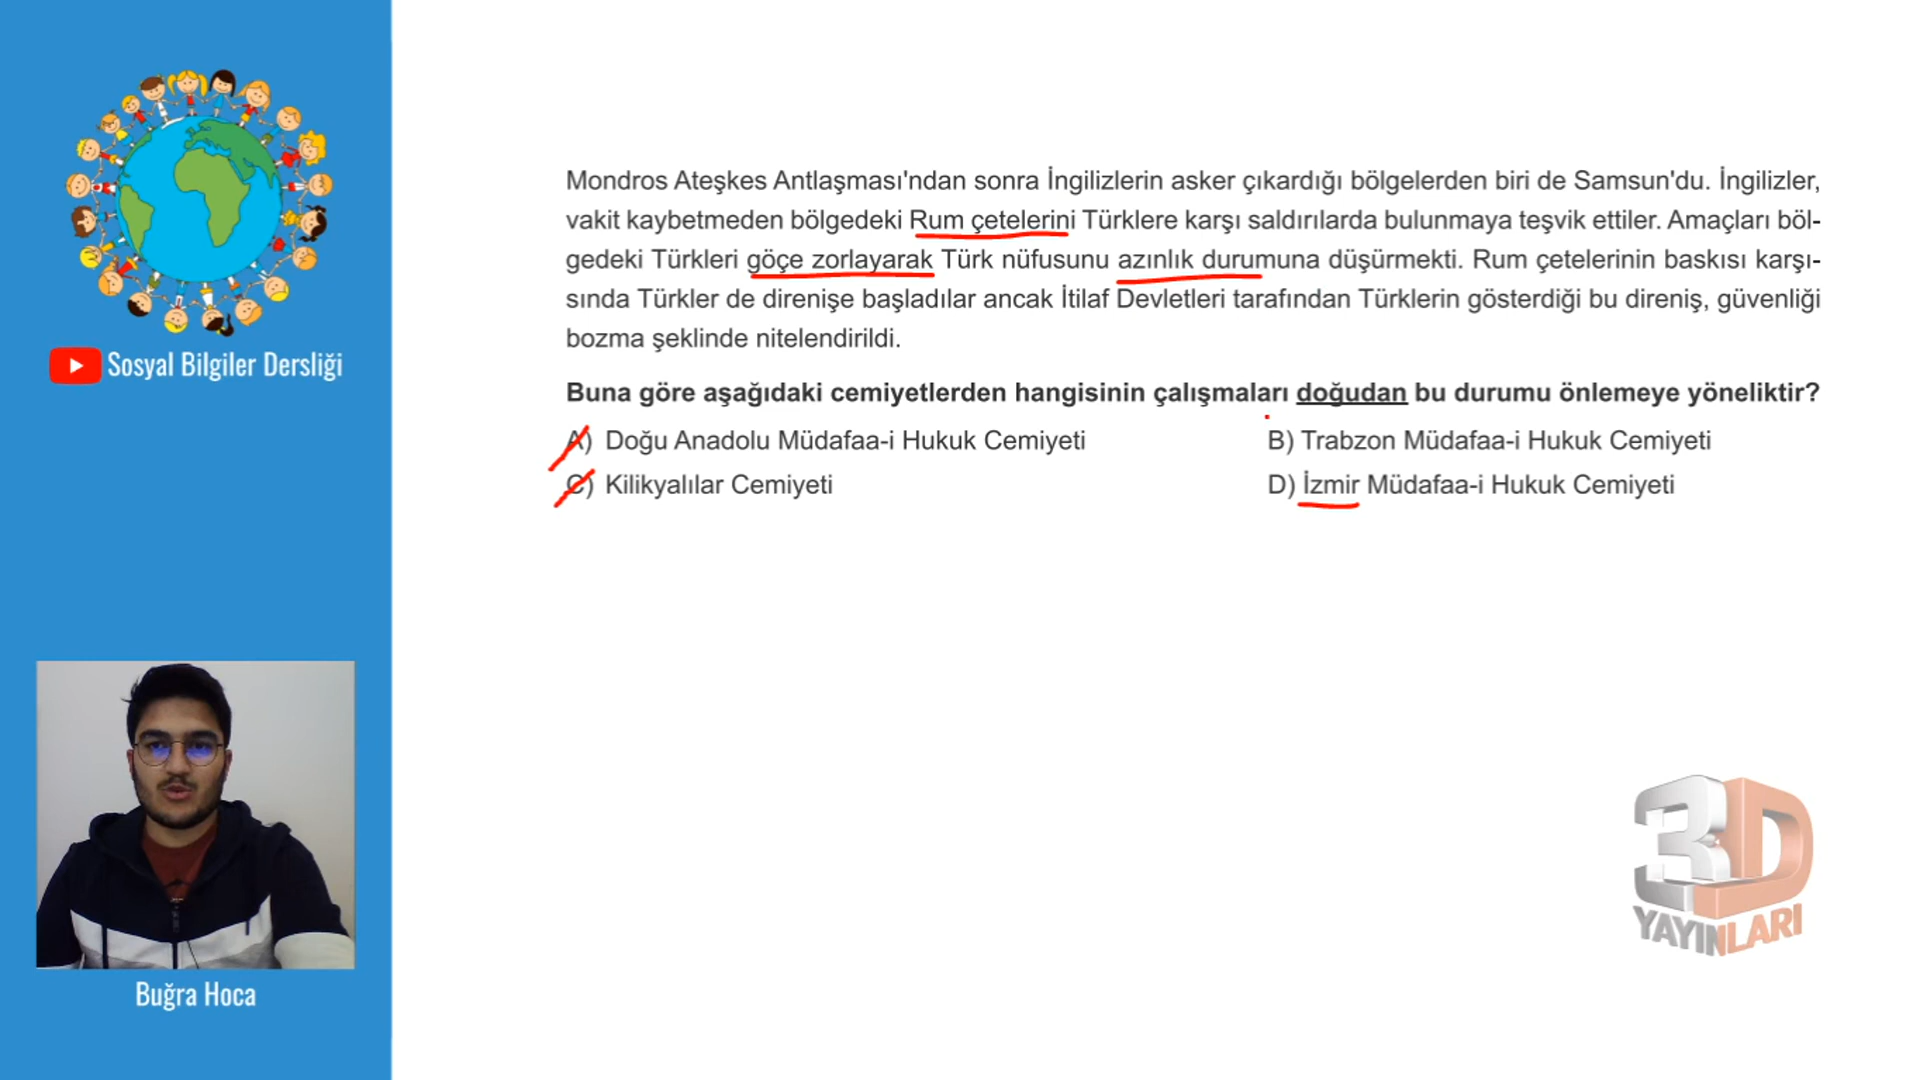 Sosyal Bilgiler Dersliği
Buğra Hoca
Mondros Ateşkes Antlaşması'ndan sonra İngilizlerin asker çıkardığı bölgelerden biri de Samsun'du. İngilizler,
vakit kaybetmeden bölgedeki Rum çetelerini Türklere karşı saldırılarda bulunmaya teşvik ettiler. Amaçları böl-
gedeki Türkleri göçe zorlayarak Türk nüfusunu azınlık durumuna düşürmekti. Rum çetelerinin baskısı karşı-
sında Türkler de direnişe başladılar ancak İtilaf Devletleri tarafından Türklerin gösterdiği bu direniş, güvenliği
bozma şeklinde nitelendirildi.
Buna göre aşağıdaki cemiyetlerden hangisinin çalışmaları doğudan bu durumu önlemeye yöneliktir?
A) Doğu Anadolu Müdafaa-i Hukuk Cemiyeti
B) Trabzon Müdafaa-i Hukuk Cemiyeti
C) Kilikyalılar Cemiyeti
D) İzmir Müdafaa-i Hukuk Cemiyeti
3D
YAYINLARI